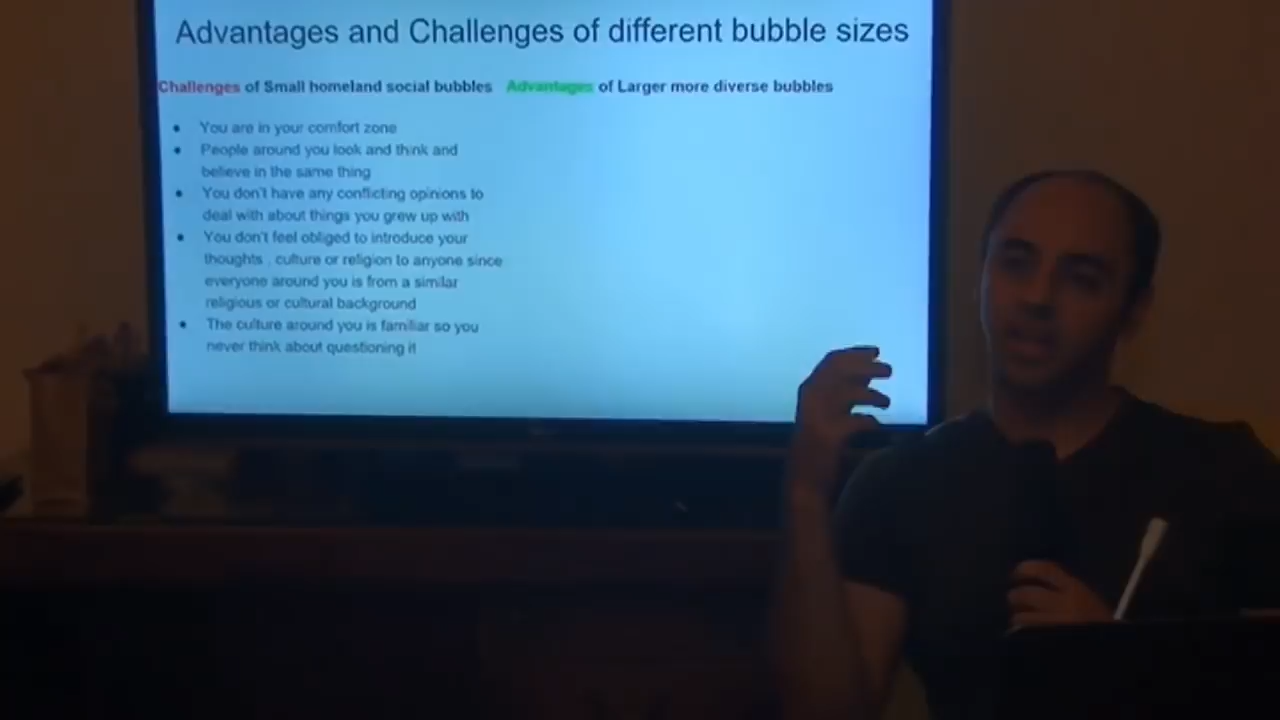 Advantages and Challenges of different bubble sizes
Challenges of Small homeland social bubbles Advantages of Larger more diverse bubbles
• You are in your comfort zone
• People around you look and think and
believe in the same thing
• You don't have any conflicting opinions to
deal with about things you grew up with
• You don't feel obliged to introduce your
thoughts , culture or religion to anyone since
everyone around you is from a similar
religious or cultural background
• The culture around you is familiar so you
never think about questioning it